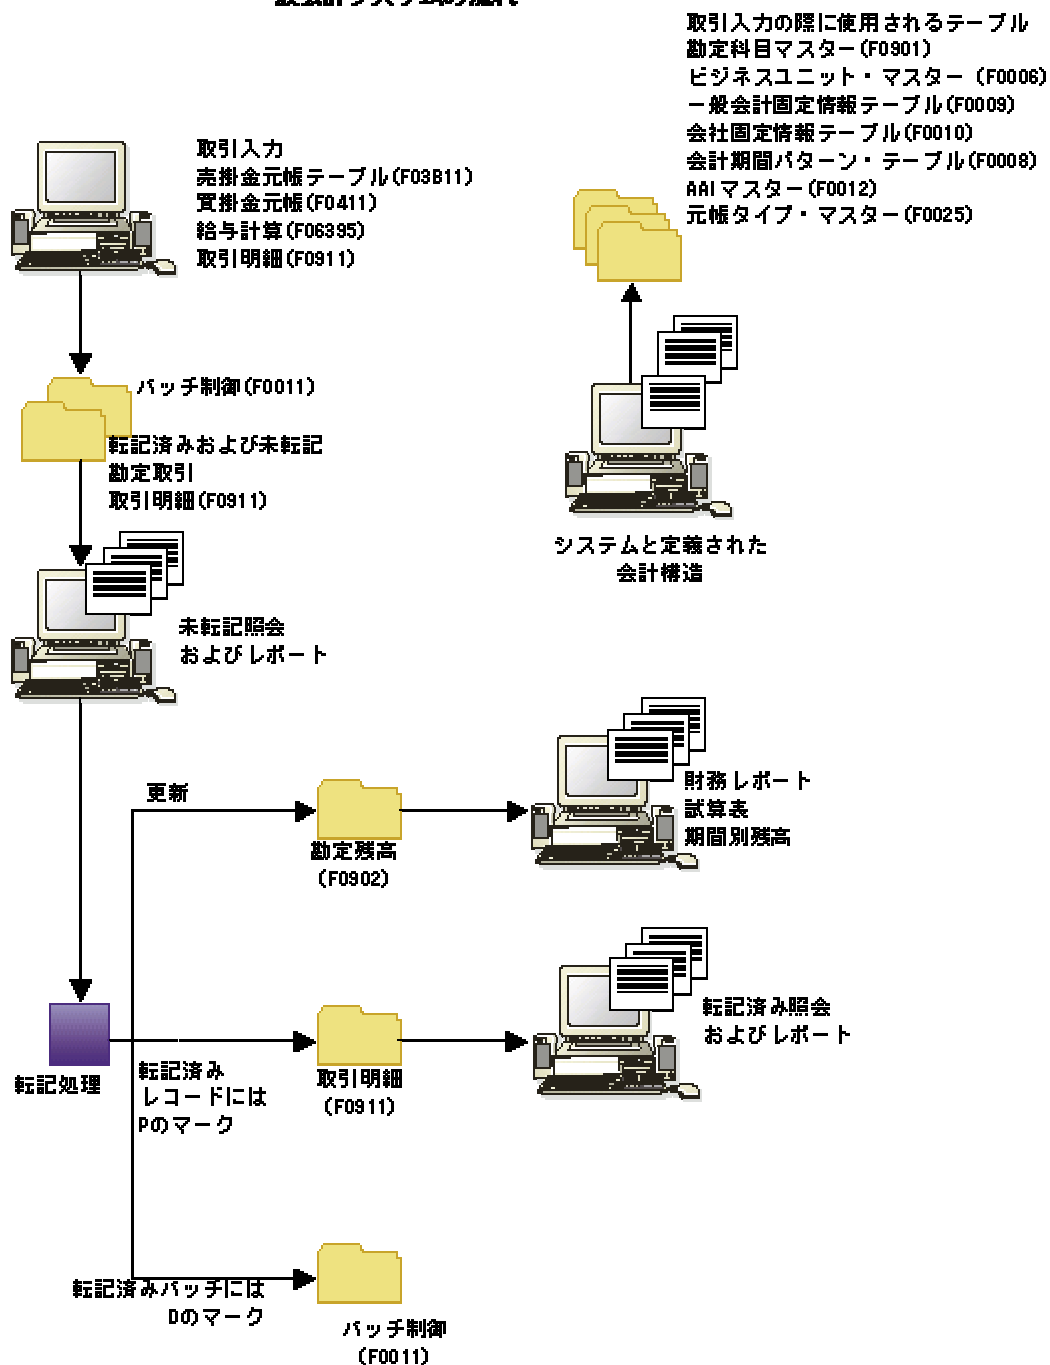 取引入力の際に使用されるテーブル
勘定科目マスター(F0901)
ビジネスユニット・マスター (F0006)
一般会計固定情報テーブル(F0009)
会社固定情報テーブル(F0010)
会計期間パターン・テーブル(F0008)
AAIマスター(F0012)
元帳タイプ・マスター(F0025)
取引入力
売掛金元帳テーブル(F03B11)
買掛金元帳(F0411)
給与計算(F06395)
取引明細(F0911)
バッチ制御(F0011)
転記済みおよび未転記
勘定取引
取引明細(F0911)
システムと定義された
会計構造
未転記照会
およびレポート
更新
勘定残高
(F0902)
財務レポート
試算表
期間別残高
転記処理
転記済み
レコードには
Pのマーク
取引明細
(F0911)
転記済み照会
およびレポート
転記済みバッチには
Dのマーク
バッチ制御
(F0011)